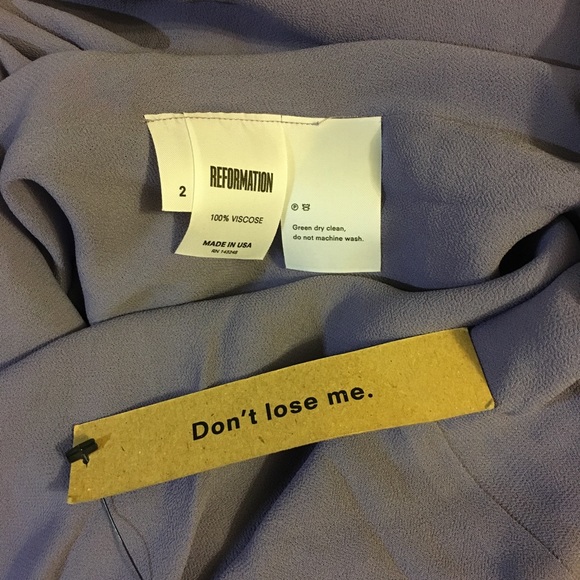 2
REFORMATION
100% VISCOSE
MADE IN USA
Green dry clean,
do not machine wash.
Don't lose me.